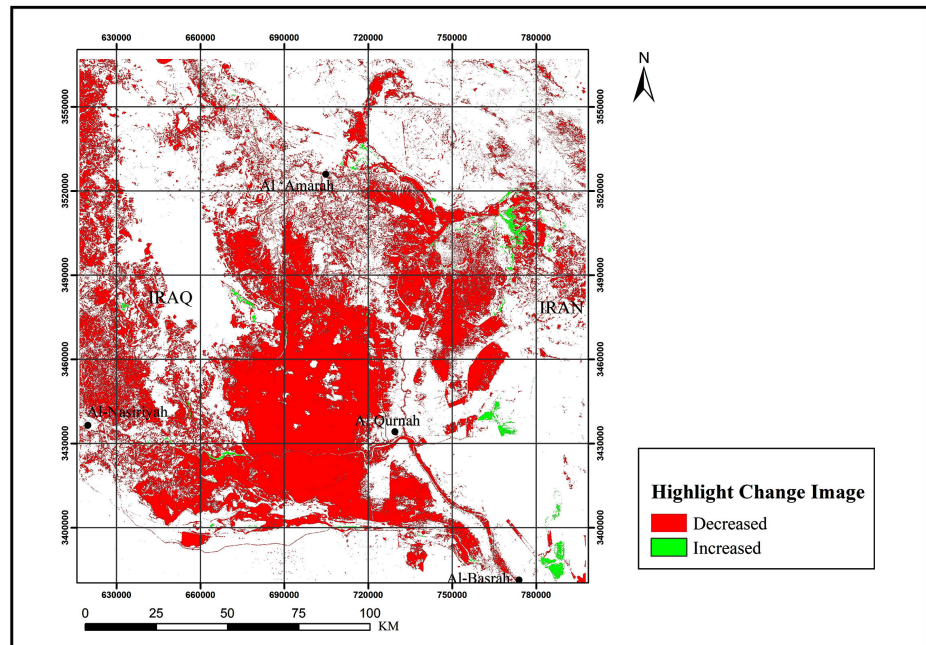 630000 660000 690000 720000 750000 780000
N
3550000 3550000
AL 'Amarah
3520000 3520000
3490000 3490000
IRAQ IRAN
3460000 3460000
Al-Nasiriyah Al-Qurnah
3430000 3430000
Highlight Change Image
Decreased
Increased
3400000 3400000
Al-Basrah
630000 660000 690000 720000 750000 780000
0 25 50 75 100
KM